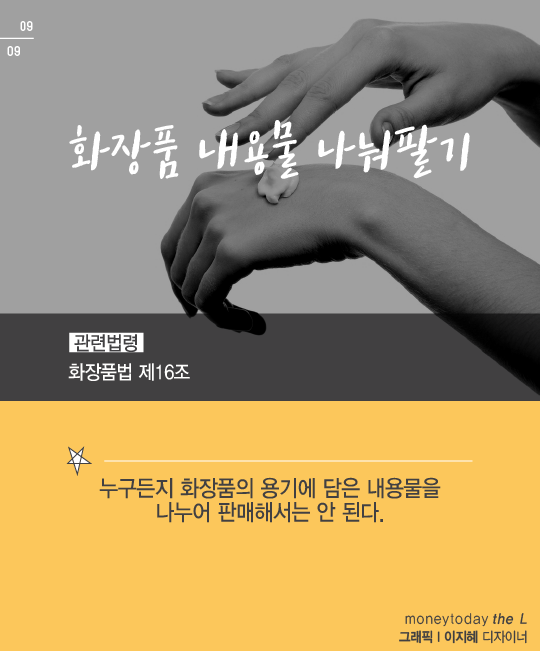 09
09
화장품 내용물 나눠팔기
관련법령
화장품법 제16조
누구든지 화장품의 용기에 담은 내용물을
나누어 판매해서는 안 된다.
moneytoday the L
그래픽 | 이지혜 디자이너